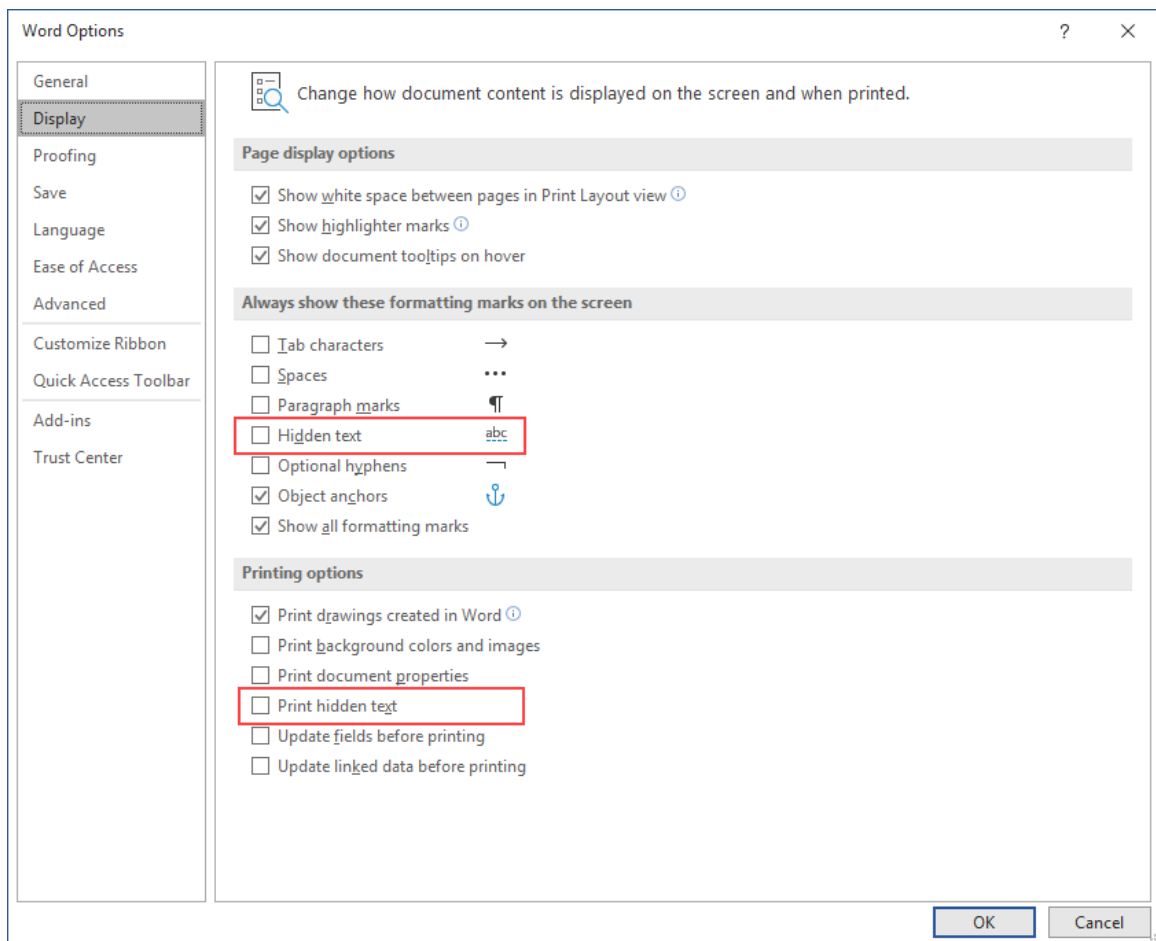 Word Options
?
General
Display
Proofing
Save
Language
Ease of Access
Advanced
Customize Ribbon
Quick Access Toolbar
Add-ins
Trust Center
Change how document content is displayed on the screen and when printed.
Page display options
Show white space between pages in Print Layout view
Show highlighter marks
Show document tooltips on hover
Always show these formatting marks on the screen
Tab characters →
Spaces •••
Paragraph marks ¶
Hidden text abc
Optional hyphens ¬
Object anchors
Show all formatting marks
Printing options
Print drawings created in Word
Print background colors and images
Print document properties
Print hidden text
Update fields before printing
Update linked data before printing
OK Cancel